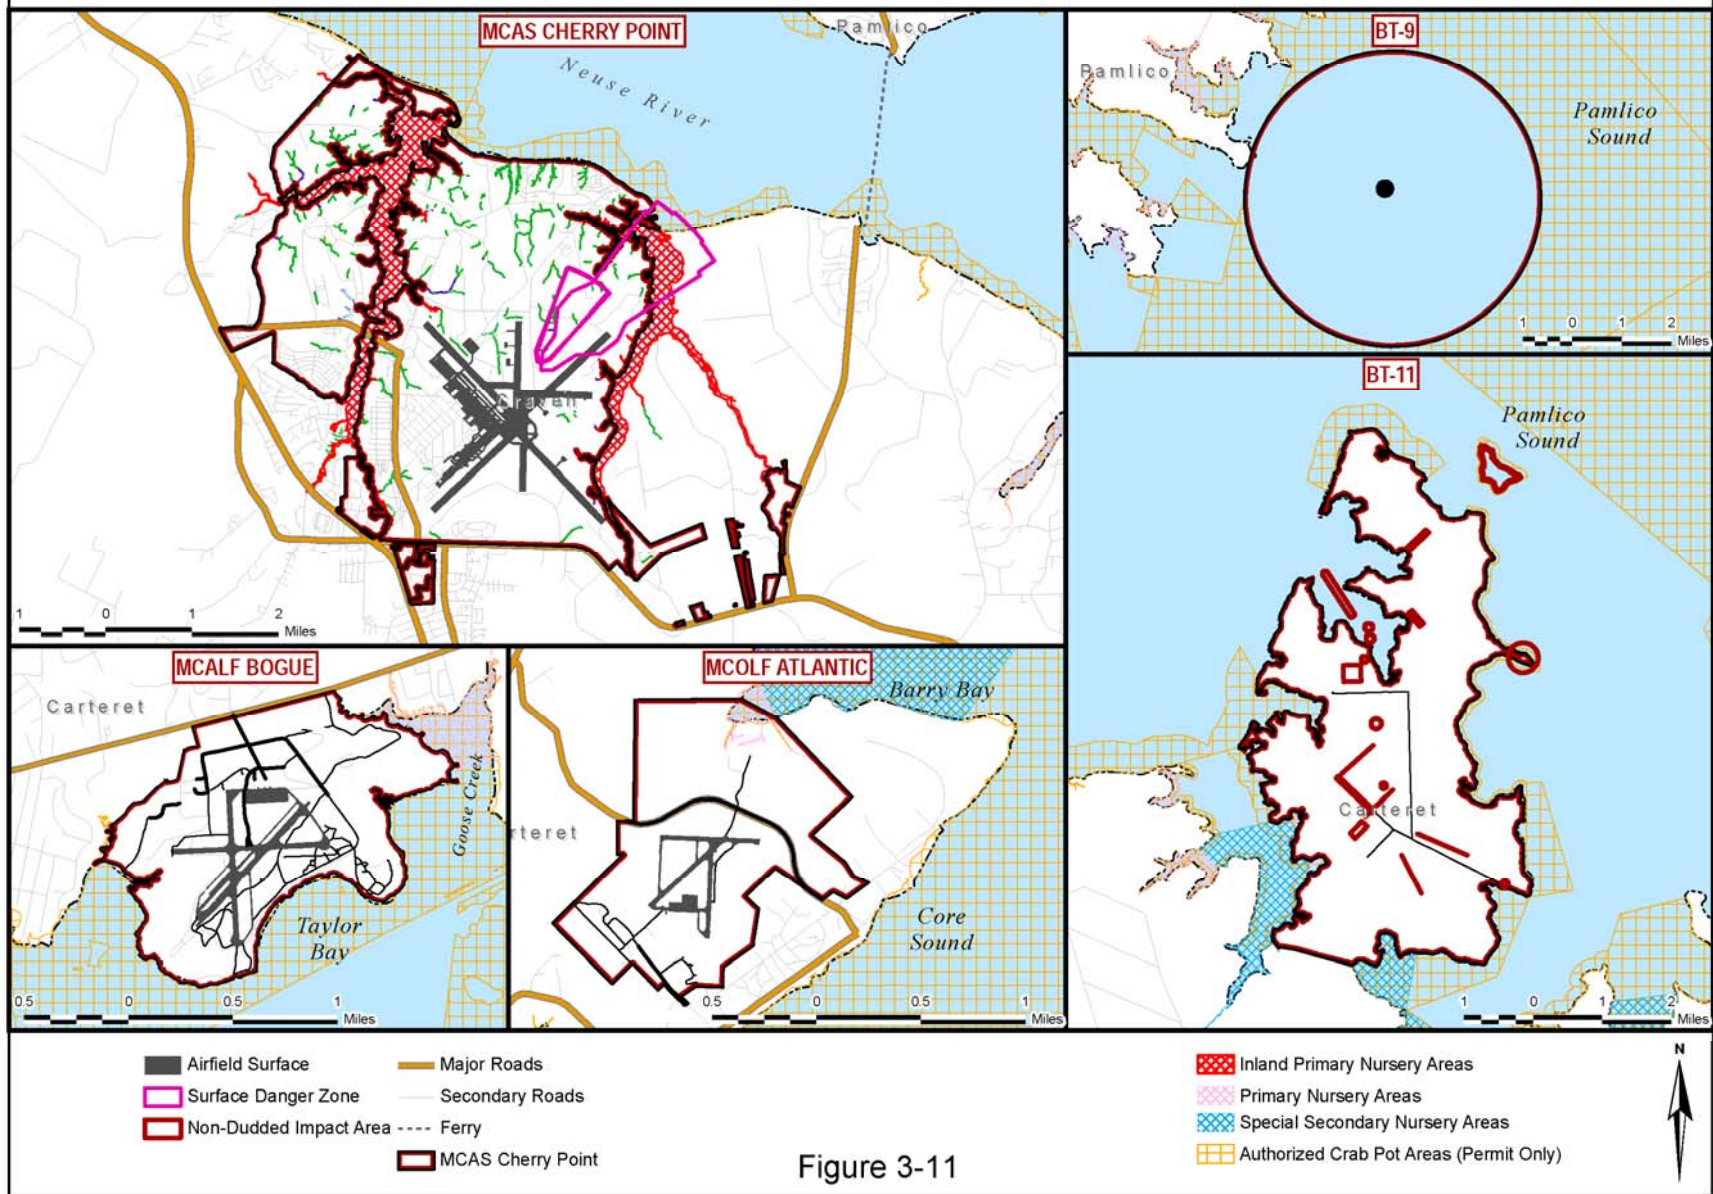 MCAS CHERRY POINT
Pamlico
Neuse River
Craven
1 0 1 2
Miles
BT-9
Pamlico
Pamlico
Sound
1 0 1 2
Miles
BT-11
Pamlico
Sound
Carteret
1 0 1 2
Miles
MCALF BOGUE
Carteret
Goose Creek
Taylor
Bay
0.5 0 0.5 1
Miles
MCOLF ATLANTIC
Barry Bay
rteret
Core
Sound
0.5 0 0.5 1
Miles
Airfield Surface
Surface Danger Zone
Non-Dudded Impact Area
Major Roads
Secondary Roads
Ferry
MCAS Cherry Point
Figure 3-11
Inland Primary Nursery Areas
Primary Nursery Areas
Special Secondary Nursery Areas
Authorized Crab Pot Areas (Permit Only)
N